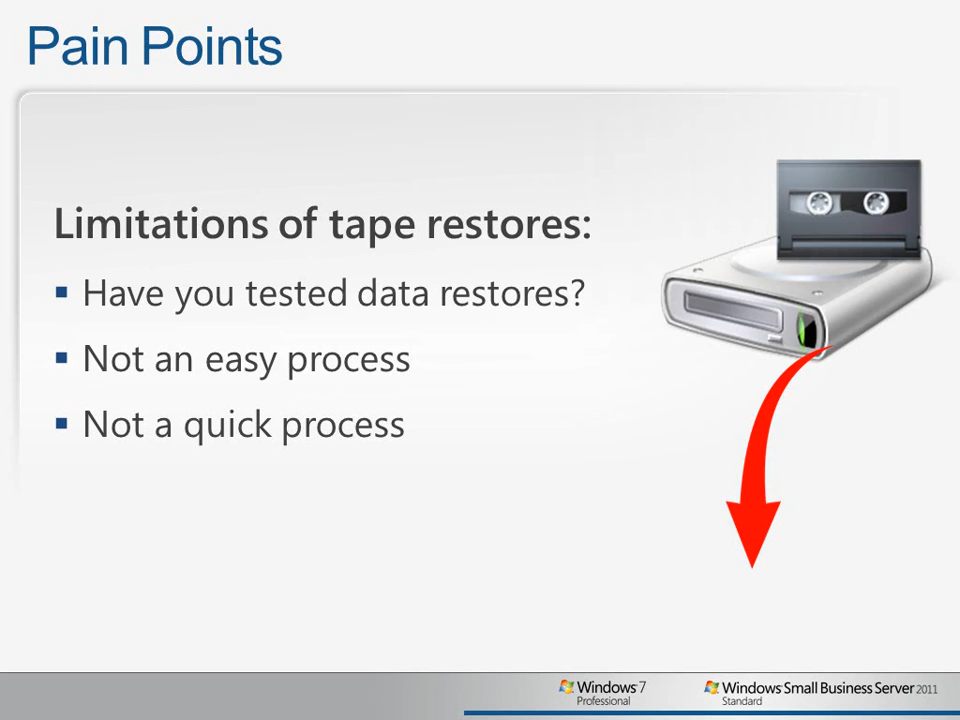 Pain Points
Limitations of tape restores:
▪ Have you tested data restores?
▪ Not an easy process
▪ Not a quick process
Windows 7
Professional
Windows Small Business Server 2011
Standard